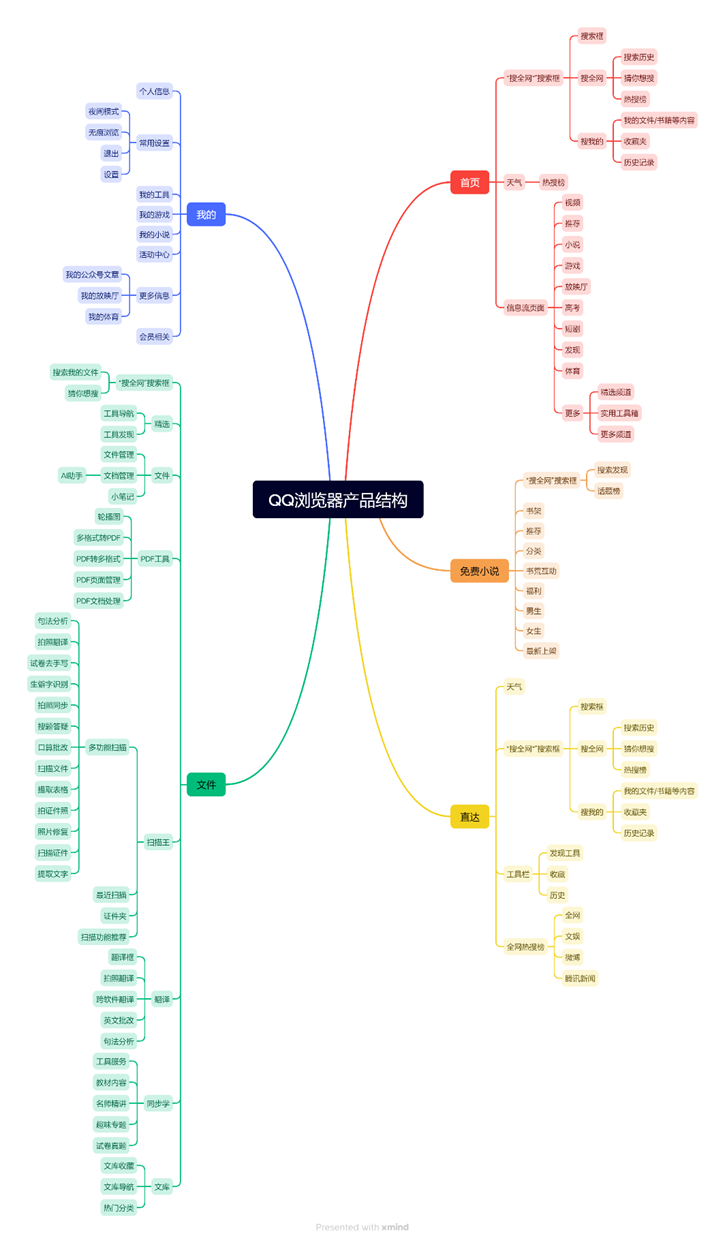 QQ浏览器产品结构
首页
"搜全网"搜索框
搜索框
搜全网
搜索历史
猜你想搜
热搜榜
搜我的
我的文件/书籍等内容
收藏夹
历史记录
天气
热搜榜
信息流页面
视频
推荐
小说
游戏
放映厅
高考
短剧
发现
体育
更多
精选频道
实用工具箱
更多频道
免费小说
"搜全网"搜索框
搜索发现
话题榜
书架
推荐
分类
书荒互动
福利
男生
女生
最新上架
直达
天气
"搜全网"搜索框
搜索框
搜全网
搜索历史
猜你想搜
热搜榜
搜我的
我的文件/书籍等内容
收藏夹
历史记录
工具栏
发现工具
收藏
历史
全网热搜榜
全网
文娱
微博
腾讯新闻
我的
个人信息
常用设置
夜间模式
无痕浏览
退出
设置
我的工具
我的游戏
我的小说
活动中心
更多信息
我的公众号文章
我的放映厅
我的体育
会员相关
文件
"搜全网"搜索框
搜索我的文件
猜你想搜
精选
工具导航
工具发现
文件
文件管理
文档管理
AI助手
小笔记
PDF工具
轮播图
多格式转PDF
PDF转多格式
PDF页面管理
PDF文档处理
扫描王
多功能扫描
句法分析
拍照翻译
试卷去手写
生僻字识别
拍照同步
搜题答疑
口算批改
扫描文件
提取表格
拍证件照
照片修复
扫描证件
提取文字
最近扫描
证件夹
扫描功能推荐
翻译
翻译框
拍照翻译
跨软件翻译
英文批改
句法分析
同步学
工具服务
教材内容
名师精讲
趣味专题
试卷真题
文库
文库收藏
文库导航
热门分类
Presented with xmind